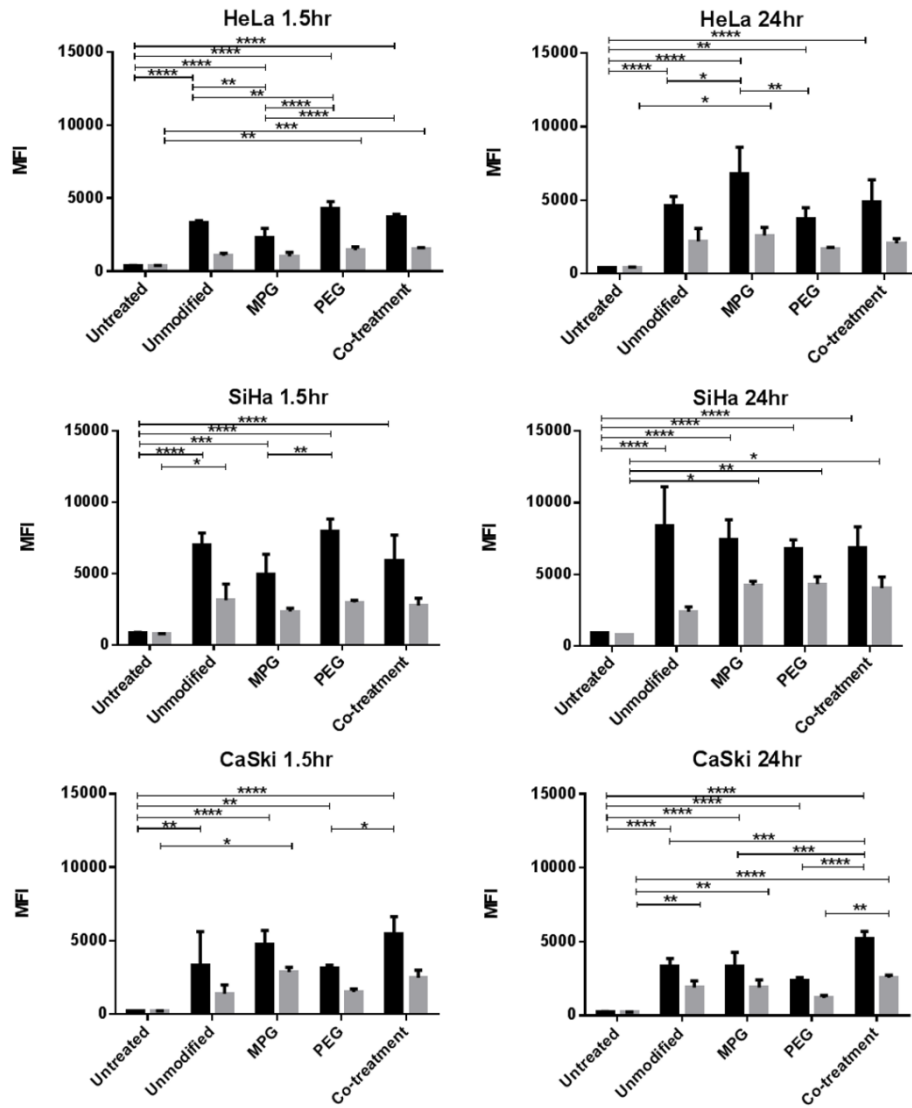 HeLa 1.5hr
15000
10000
5000
0
MFI
****
****
****
****
**
**
****
****
***
**
Untreated
Unmodified
MPG
PEG
Co-treatment
HeLa 24hr
15000
10000
5000
0
MFI
****
**
****
****
*
**
*
Untreated
Unmodified
MPG
PEG
Co-treatment
SiHa 1.5hr
15000
10000
5000
0
MFI
****
****
***
****
**
*
Untreated
Unmodified
MPG
PEG
Co-treatment
SiHa 24hr
15000
10000
5000
0
MFI
****
****
****
****
*
**
*
Untreated
Unmodified
MPG
PEG
Co-treatment
CaSki 1.5hr
15000
10000
5000
0
MFI
****
**
****
**
*
*
Untreated
Unmodified
MPG
PEG
Co-treatment
CaSki 24hr
15000
10000
5000
0
MFI
****
****
****
****
***
***
****
****
**
**
**
Untreated
Unmodified
MPG
PEG
Co-treatment